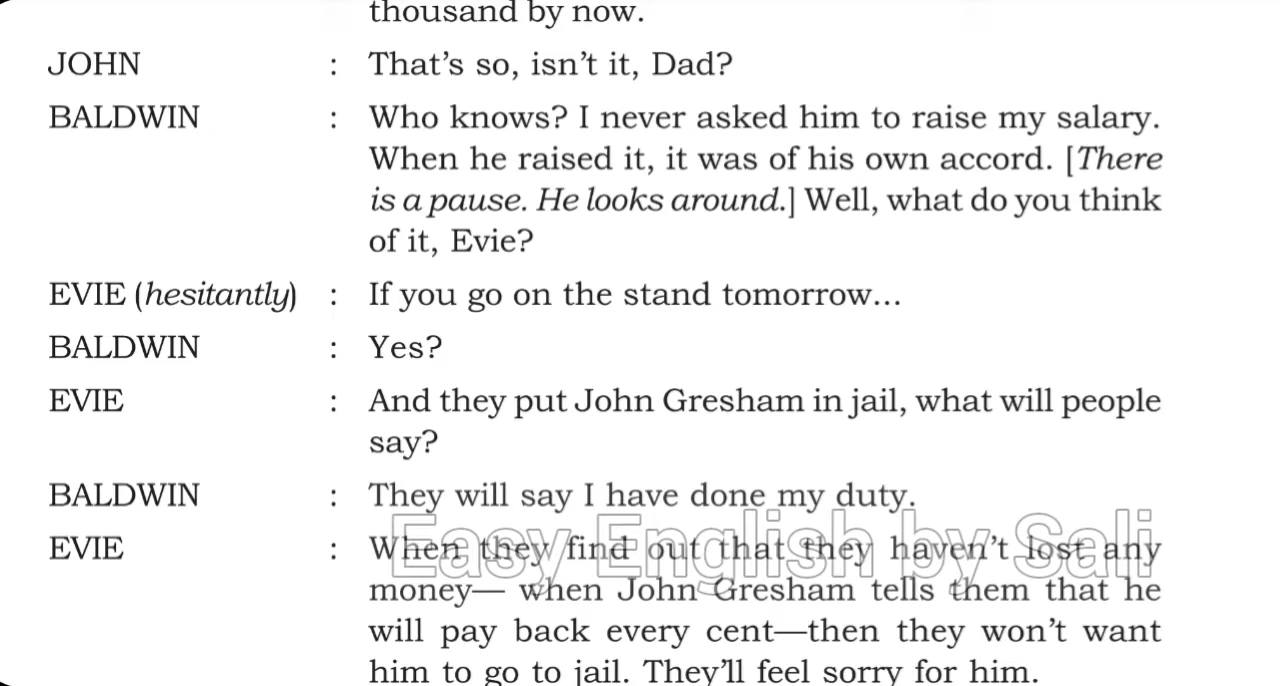 thousand by now.
JOHN : That's so, isn't it, Dad?
BALDWIN : Who knows? I never asked him to raise my salary.
When he raised it, it was of his own accord. [There
is a pause. He looks around.] Well, what do you think
of it, Evie?
EVIE (hesitantly) : If you go on the stand tomorrow...
BALDWIN : Yes?
EVIE : And they put John Gresham in jail, what will people
say?
BALDWIN : They will say I have done my duty.
Easy English by Sali
EVIE : When they find out that they haven't lost any
money— when John Gresham tells them that he
will pay back every cent—then they won't want
him to go to jail. They'll feel sorry for him.